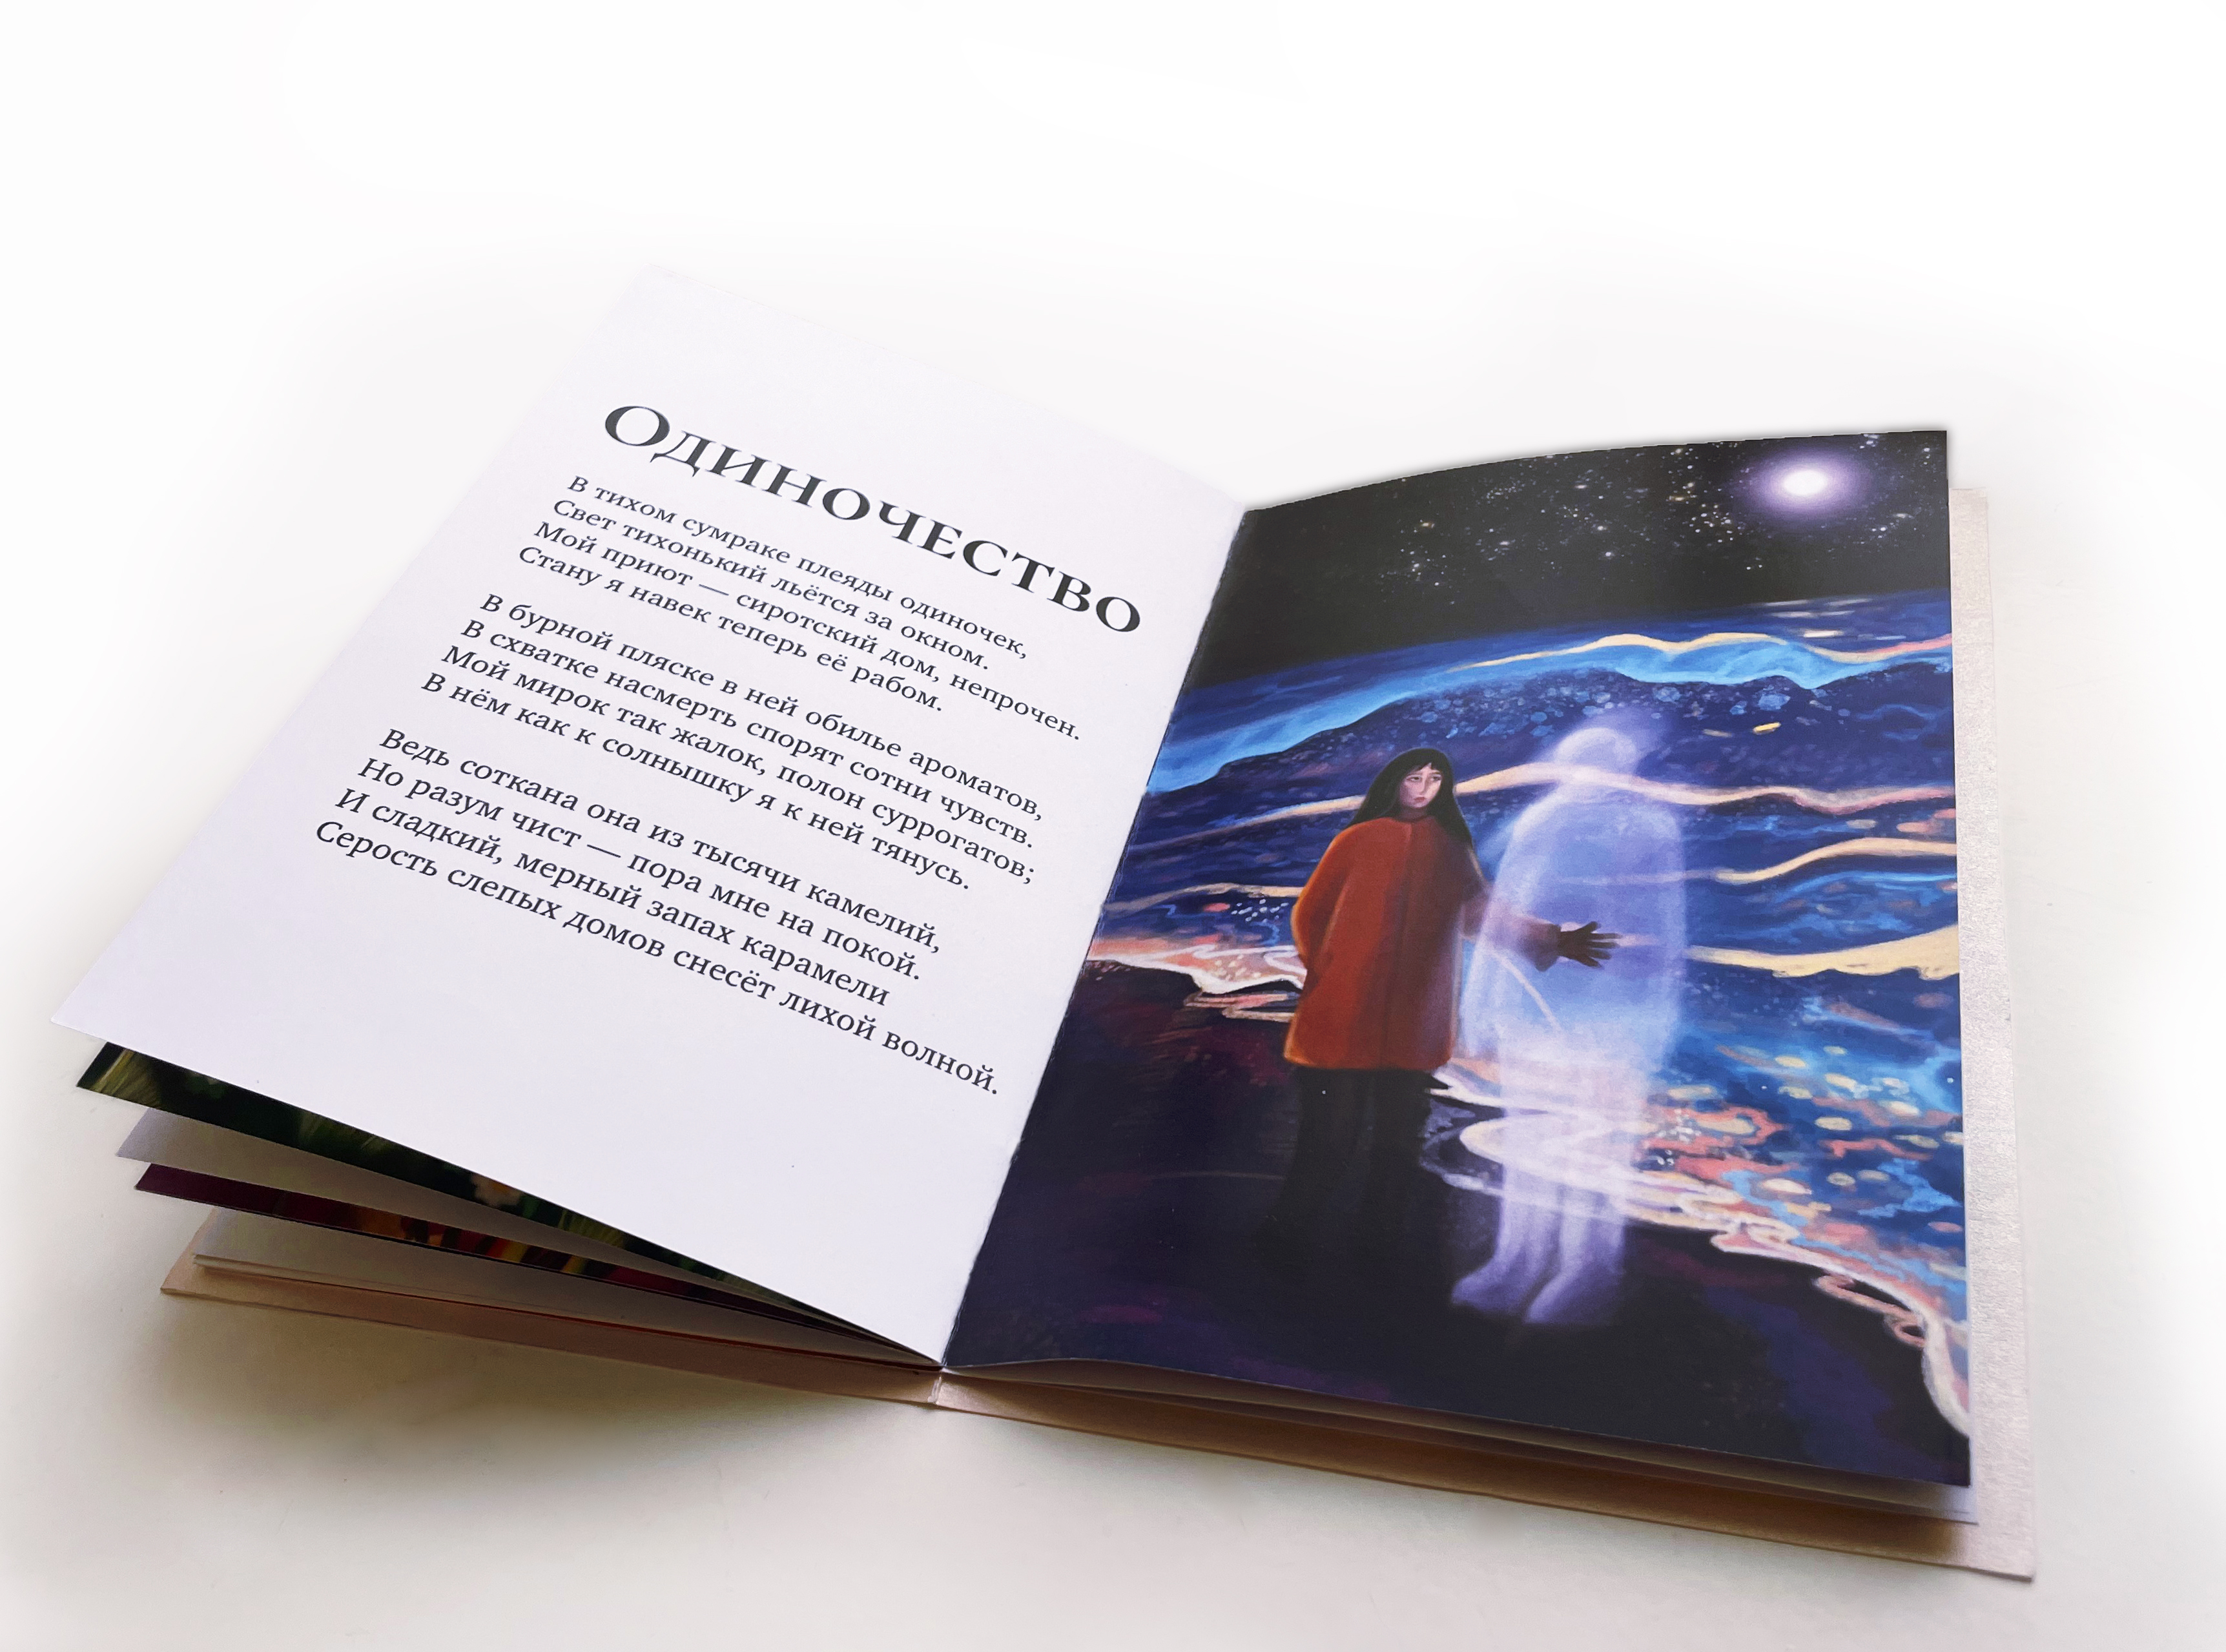 Одиночество
В тихом сумраке плеяды одиночек,
Свет тихонький льётся за окном.
Мой приют — сиротский дом, непрочен.
Стану я навек теперь её рабом.
В бурной пляске в ней обилье ароматов,
В схватке насмерть спорят сотни чувств.
Мой мирок так жалок, полон суррогатов;
В нём как к солнышку я к ней тянусь.
Ведь соткана она из тысячи камелий,
Но разум чист — пора мне на покой.
И сладкий, мерный запах карамели
Серость слепых домов снесёт лихой волной.